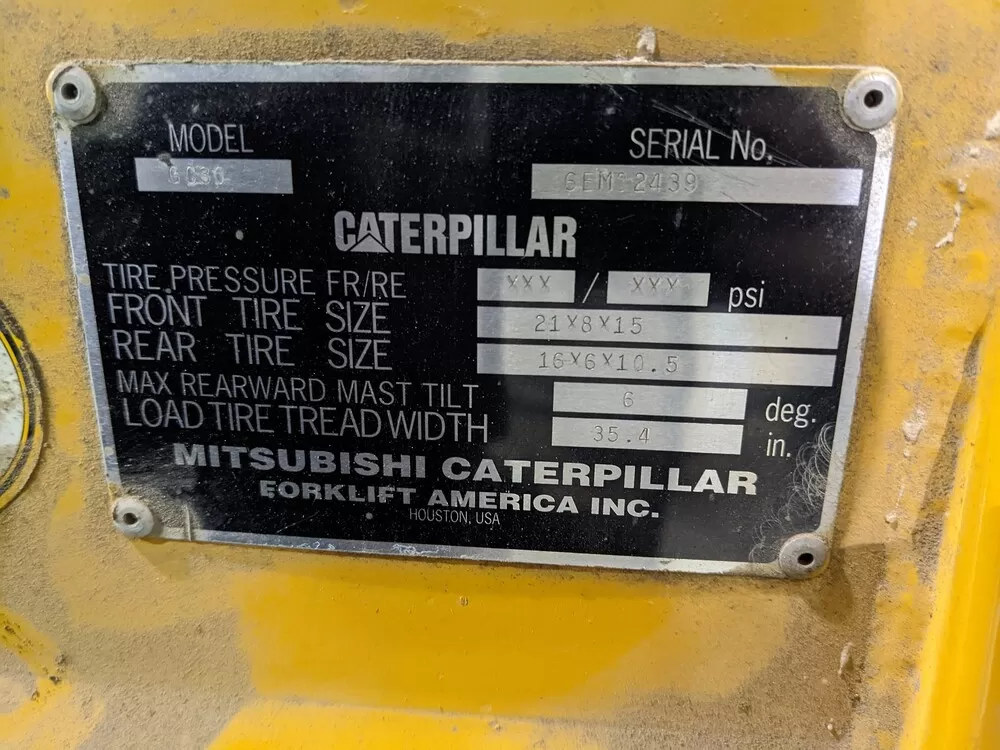 MODEL
SERIAL No.
CATERPILLAR
TIRE PRESSURE FR/RE XXX / XXX psi
FRONT TIRE SIZE 21X8X15
REAR TIRE SIZE 16X6X10.5
MAX REARWARD MAST TILT 6 deg.
LOAD TIRE TREAD WIDTH 35.4 in.
MITSUBISHI CATERPILLAR
FORKLIFT AMERICA INC.
HOUSTON, USA